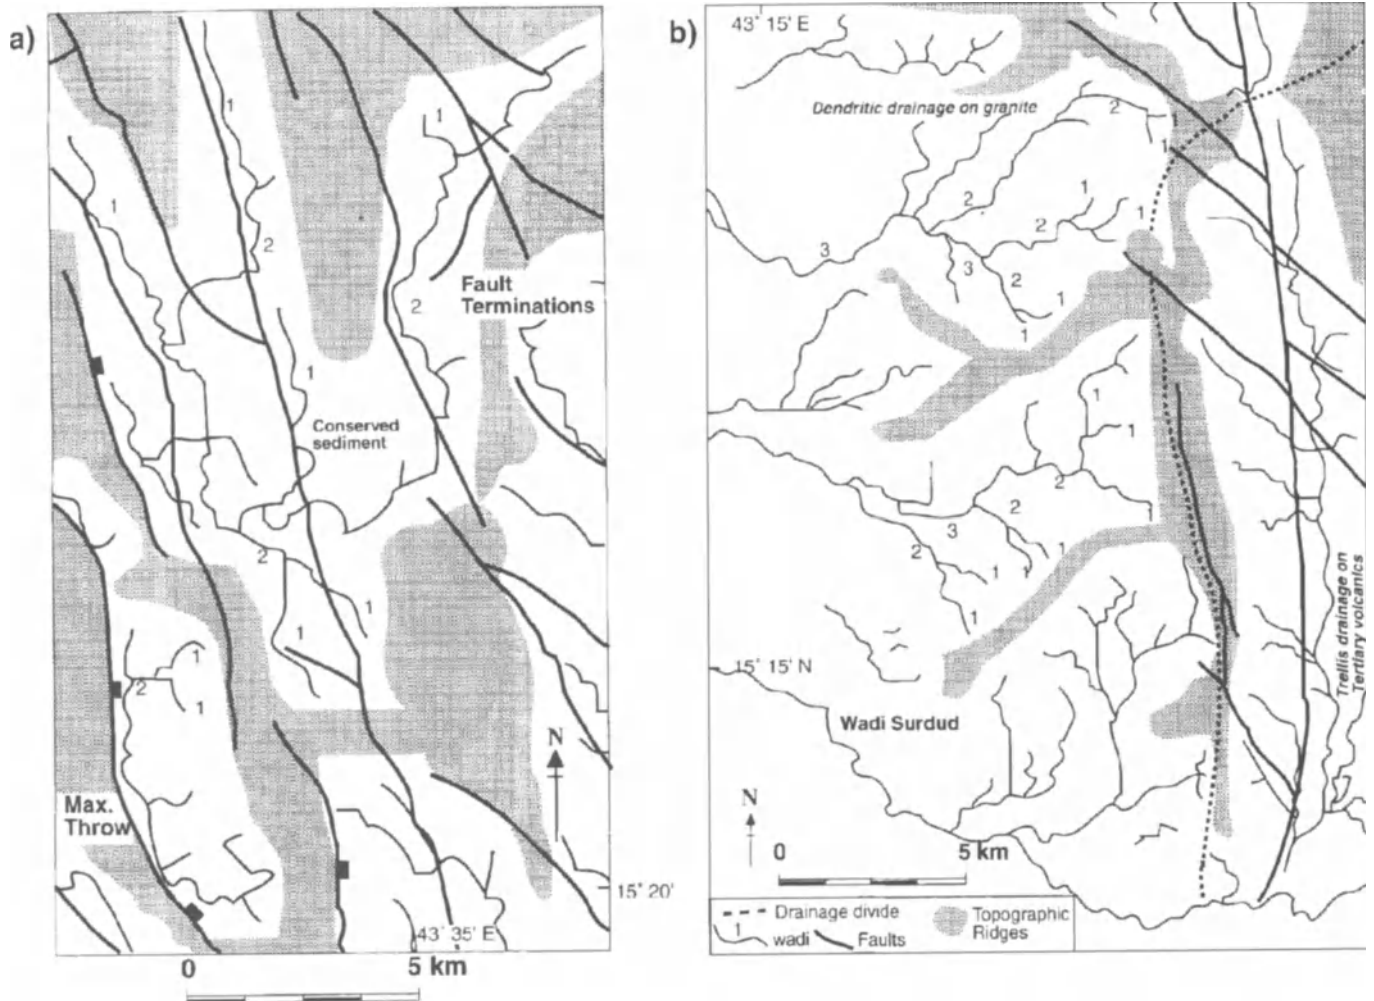 a)
1
1
1
2
2
Fault
Terminations
1
Conserved
sediment
2
1
1
1
2
1
Max.
Throw
N
15° 20'
43° 35' E
0
5 km
b)
43° 15' E
Dendritic drainage on granite
2
1
1
2
1
2
1
3
3
2
1
1
1
1
2
2
1
3
2
1
1
1
15° 15' N
Wadi Surdud
Trellis drainage on
Tertiary volcanics
N
0
5 km
Drainage divide
1
wadi
Faults
Topographic
Ridges